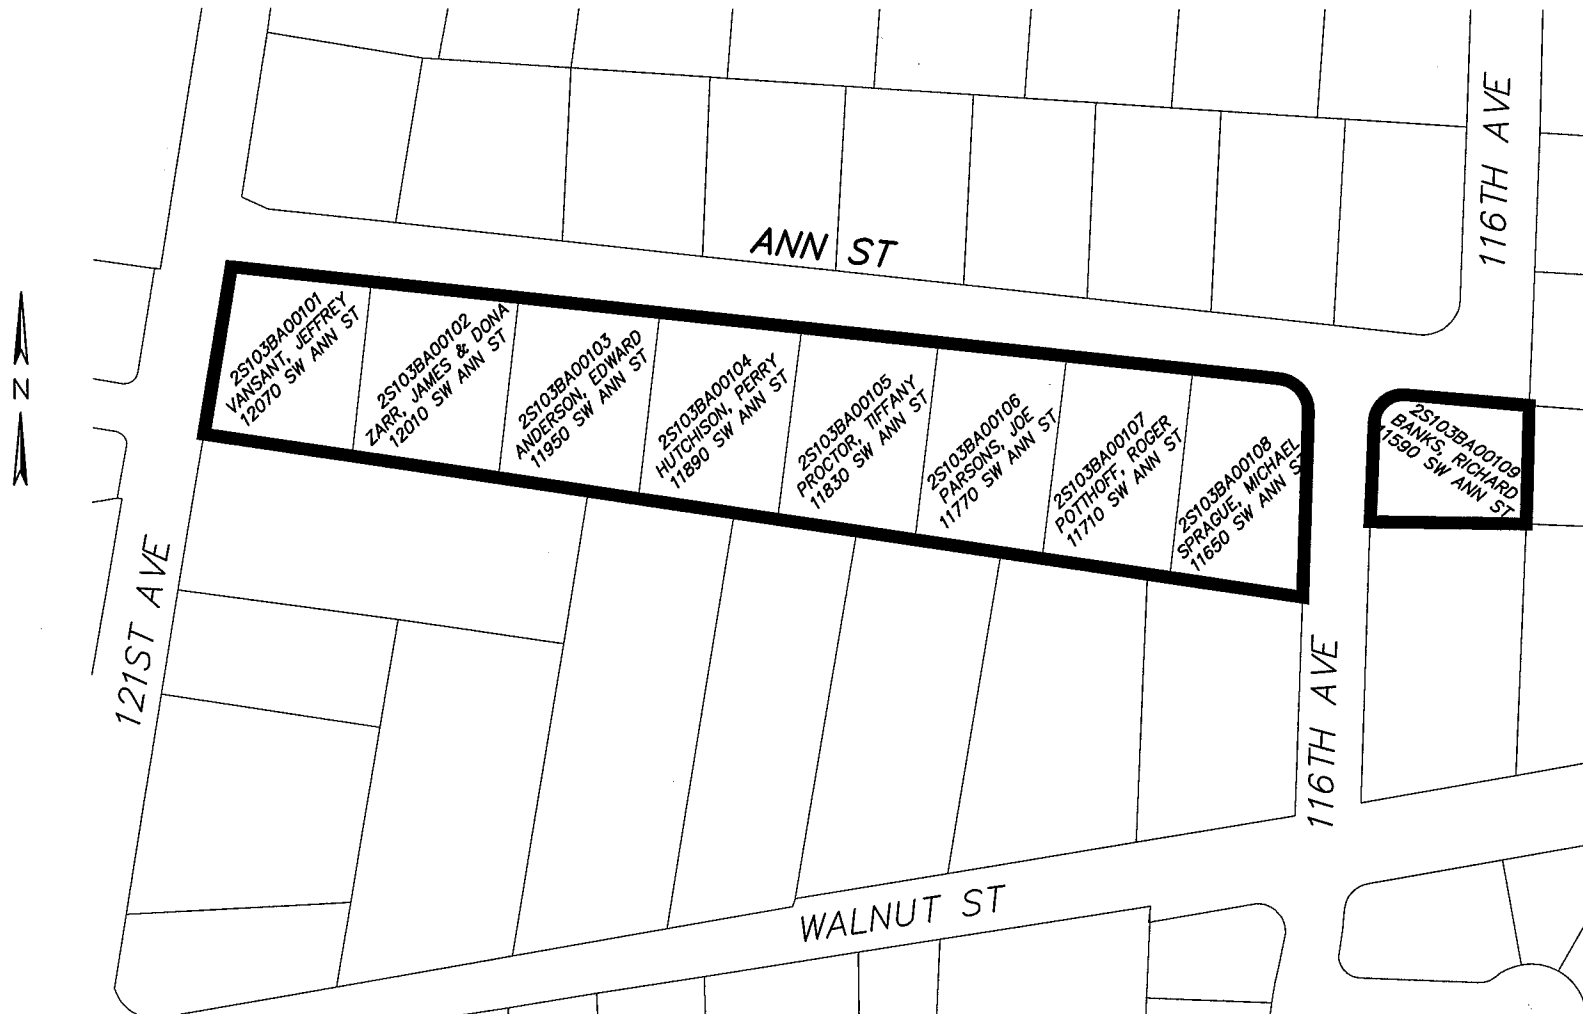 116TH AVE
ANN ST
N
2S103BA00101
VANSANT, JEFFREY
12070 SW ANN ST
2S103BA00102
ZARR, JAMES & DONA
12010 SW ANN ST
2S103BA00103
ANDERSON, EDWARD
11950 SW ANN ST
2S103BA00104
HUTCHISON, PERRY
11890 SW ANN ST
2S103BA00105
PROCTOR, TIFFANY
11830 SW ANN ST
2S103BA00106
PARSONS, JOE
11770 SW ANN ST
2S103BA00107
POTTHOFF, ROGER
11710 SW ANN ST
2S103BA00108
SPRAGUE, MICHAEL
11650 SW ANN ST
2S103BA00109
BANKS, RICHARD
11590 SW ANN ST
121ST AVE
116TH AVE
WALNUT ST